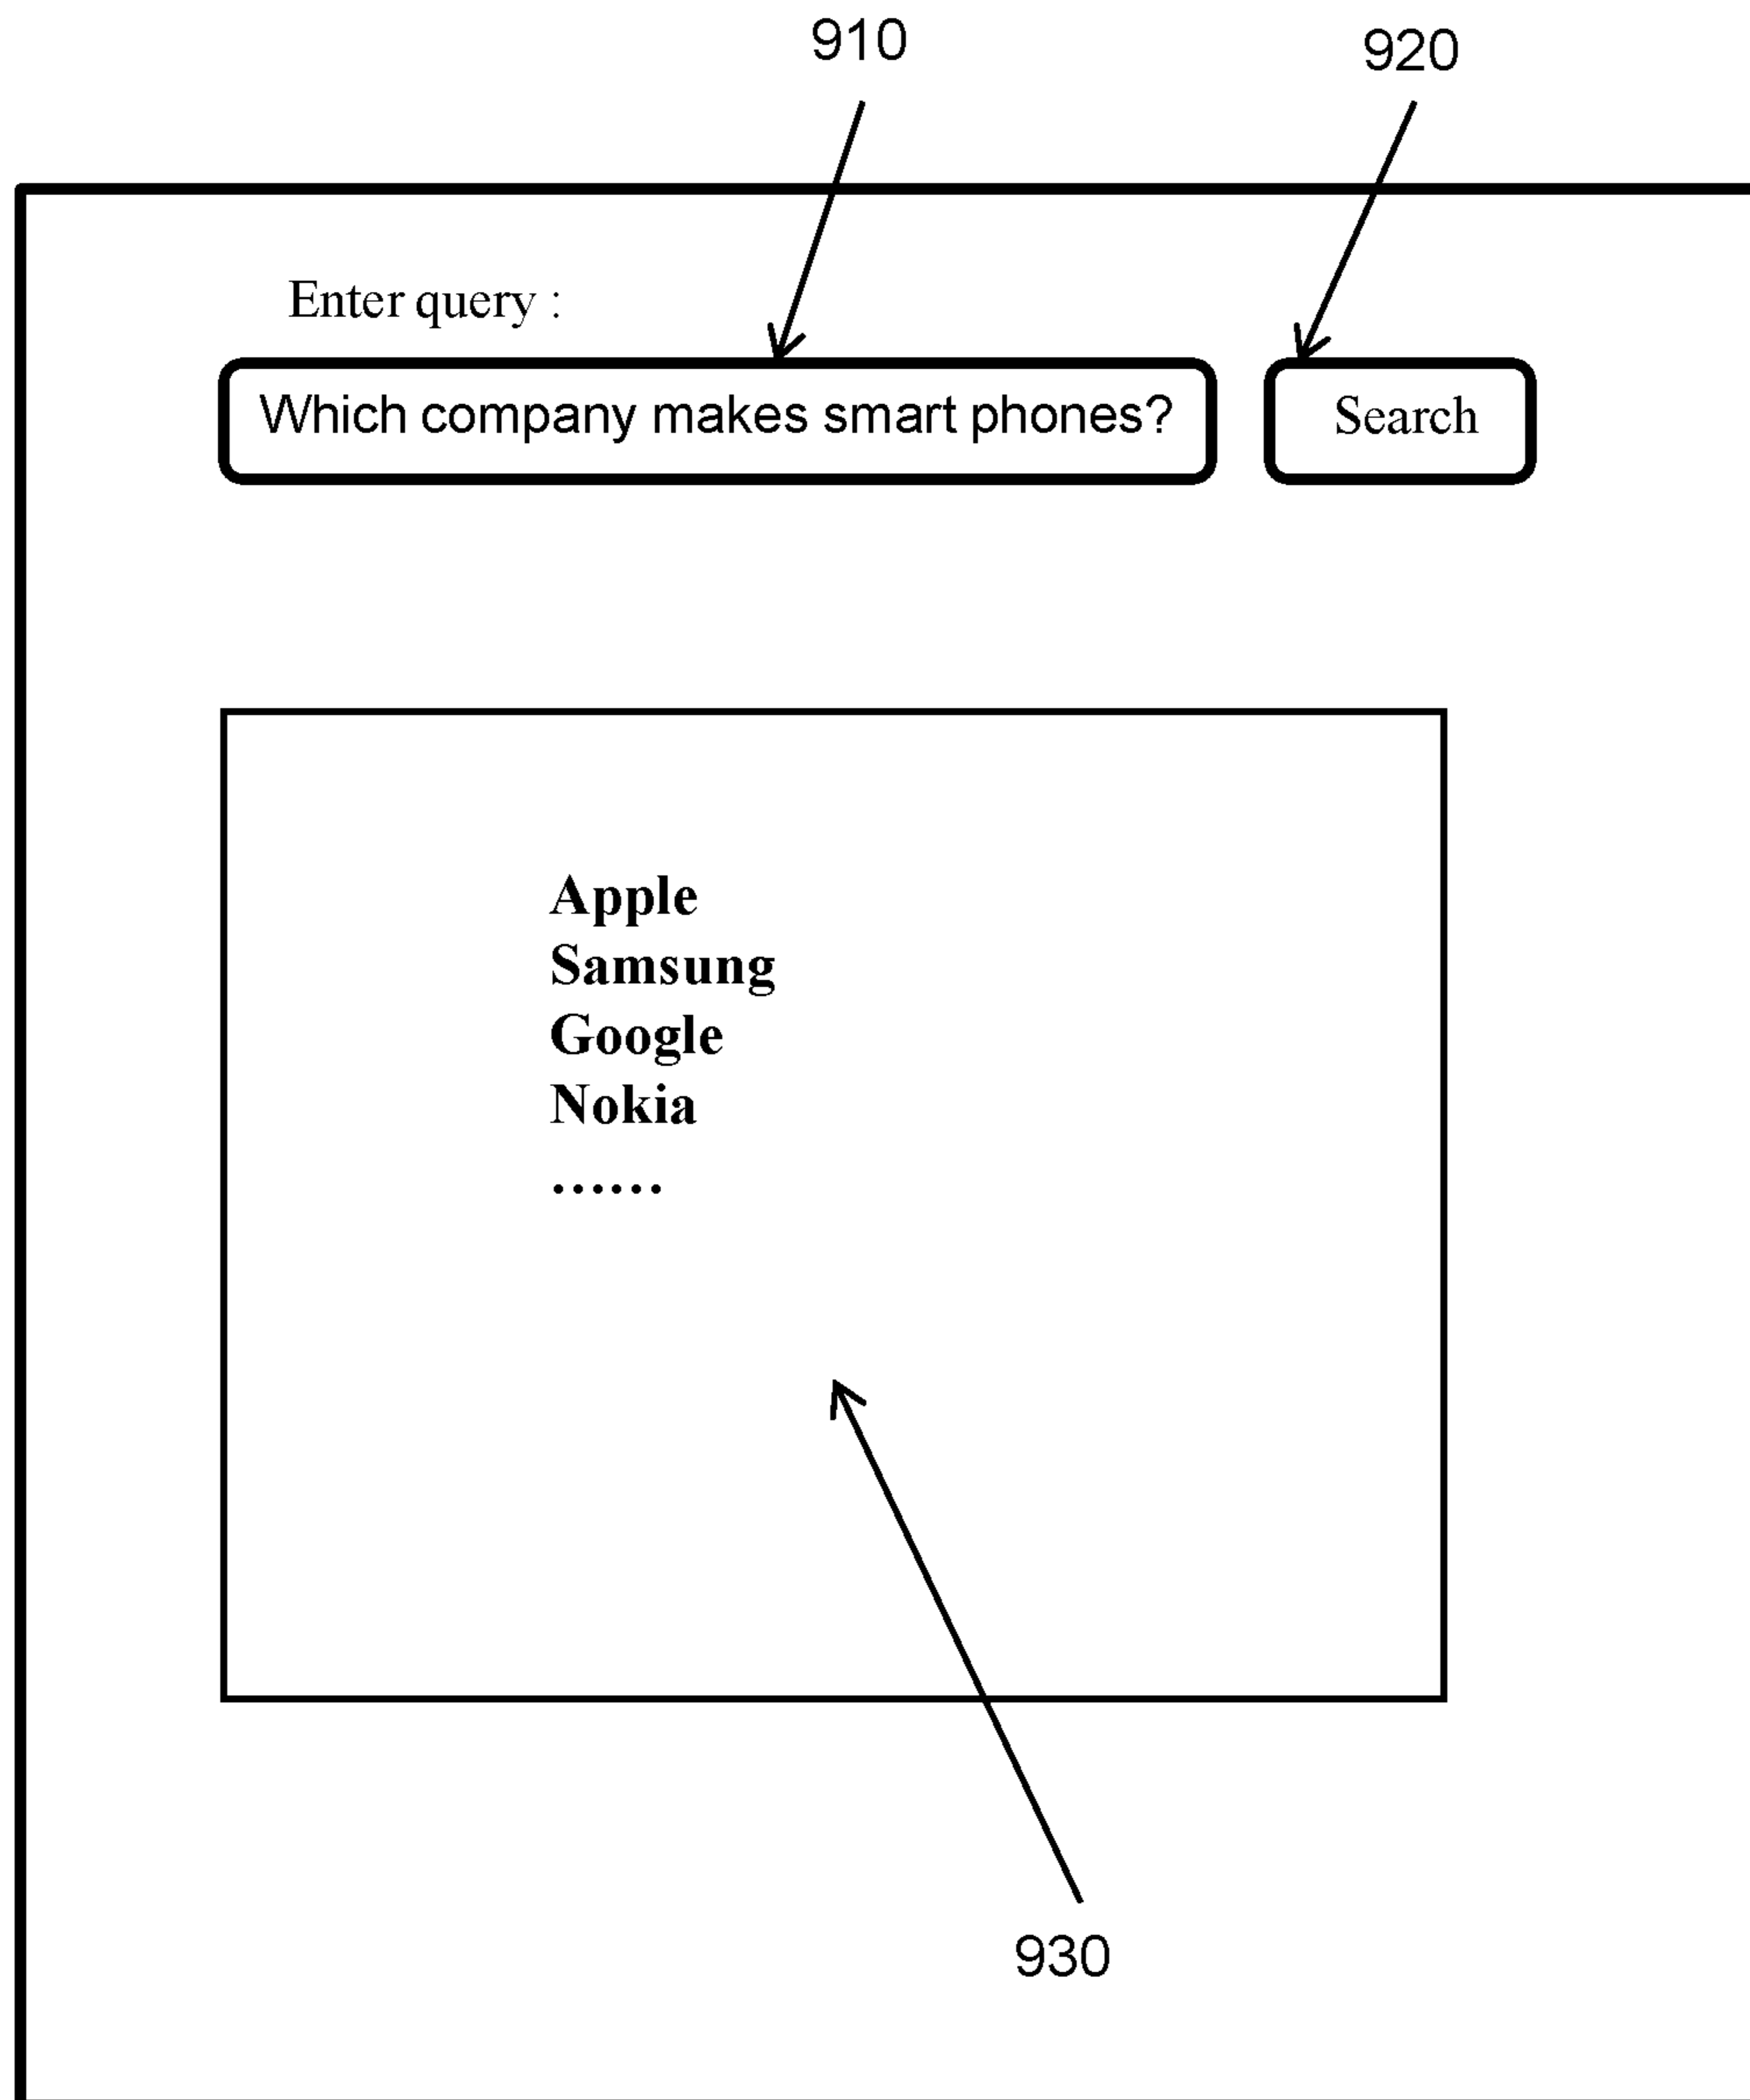 910
920
Enter query :
Which company makes smart phones?
Search
Apple
Samsung
Google
Nokia
......
930